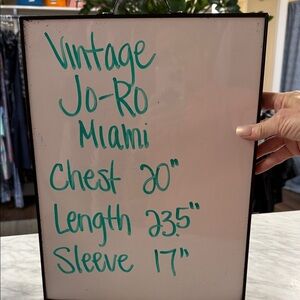 Vintage
Jo-Ro
Miami
Chest 20"
Length 23.5"
Sleeve 17"